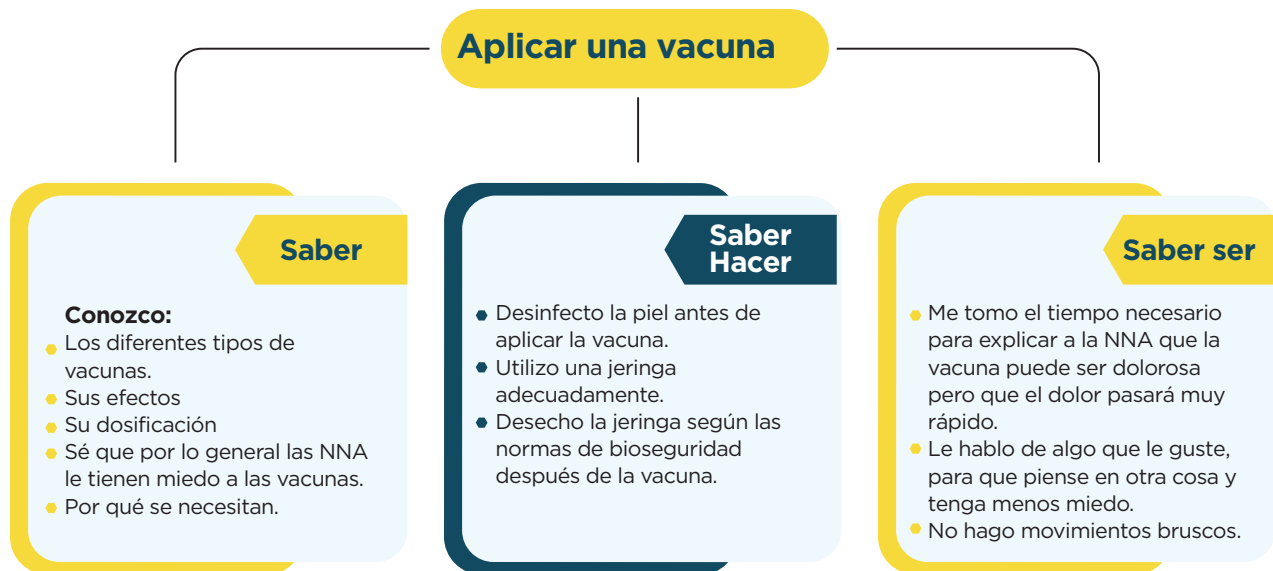 Aplicar una vacuna
Saber
Conozco:
Los diferentes tipos de
vacunas.
Sus efectos
Su dosificación
Sé que por lo general las NNA
le tienen miedo a las vacunas.
Por qué se necesitan.
Saber
Hacer
Desinfecto la piel antes de
aplicar la vacuna.
Utilizo una jeringa
adecuadamente.
Desecho la jeringa según las
normas de bioseguridad
después de la vacuna.
Saber ser
Me tomo el tiempo necesario
para explicar a la NNA que la
vacuna puede ser dolorosa
pero que el dolor pasará muy
rápido.
Le hablo de algo que le guste,
para que piense en otra cosa y
tenga menos miedo.
No hago movimientos bruscos.